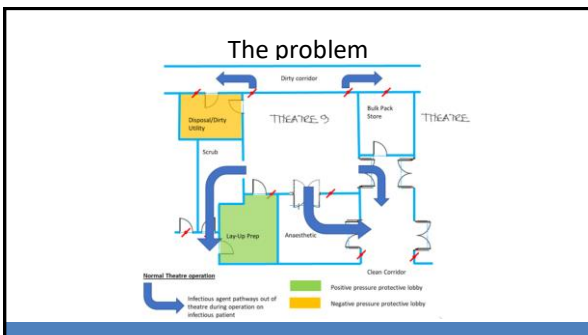 The problem
Dirty corridor
Disposal/Dirty
Utility
THEATRE 9
Bulk Pack
Store
THEATRE
Scrub
Lay-Up Prep
Anaesthetic
Clean Corridor
Normal Theatre operation
Infectious agent pathways out of
theatre during operation on
infectious patient
Positive pressure protective lobby
Negative pressure protective lobby